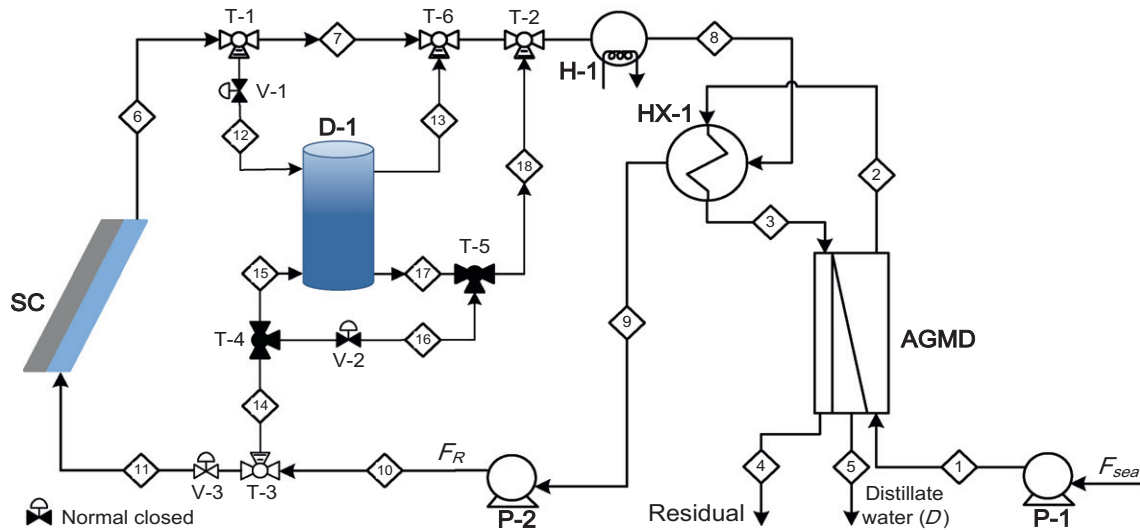 T-1
T-6
T-2
7
8
H-1
V-1
6
12
D-1
13
HX-1
18
2
3
15
17
T-5
SC
T-4
V-2
16
9
AGMD
14
F_R
11
V-3
T-3
10
P-2
4
5
1
F_sea
P-1
Normal closed
Residual
Distillate
water (D)